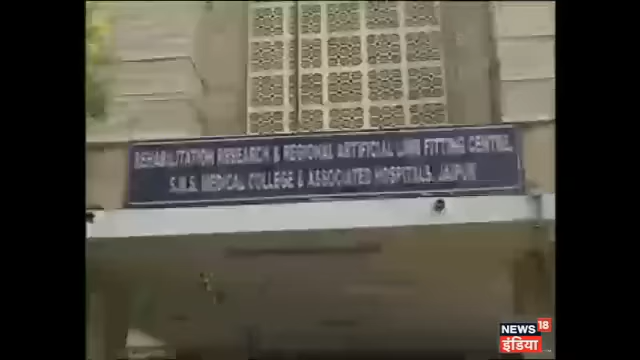 REHABILITATION RESEARCH & REGIONAL ARTIFICIAL LIMB FITTING CENTRE,
S.M.S. MEDICAL COLLEGE & ASSOCIATED HOSPITALS, JAIPUR
NEWS 18
इंडिया